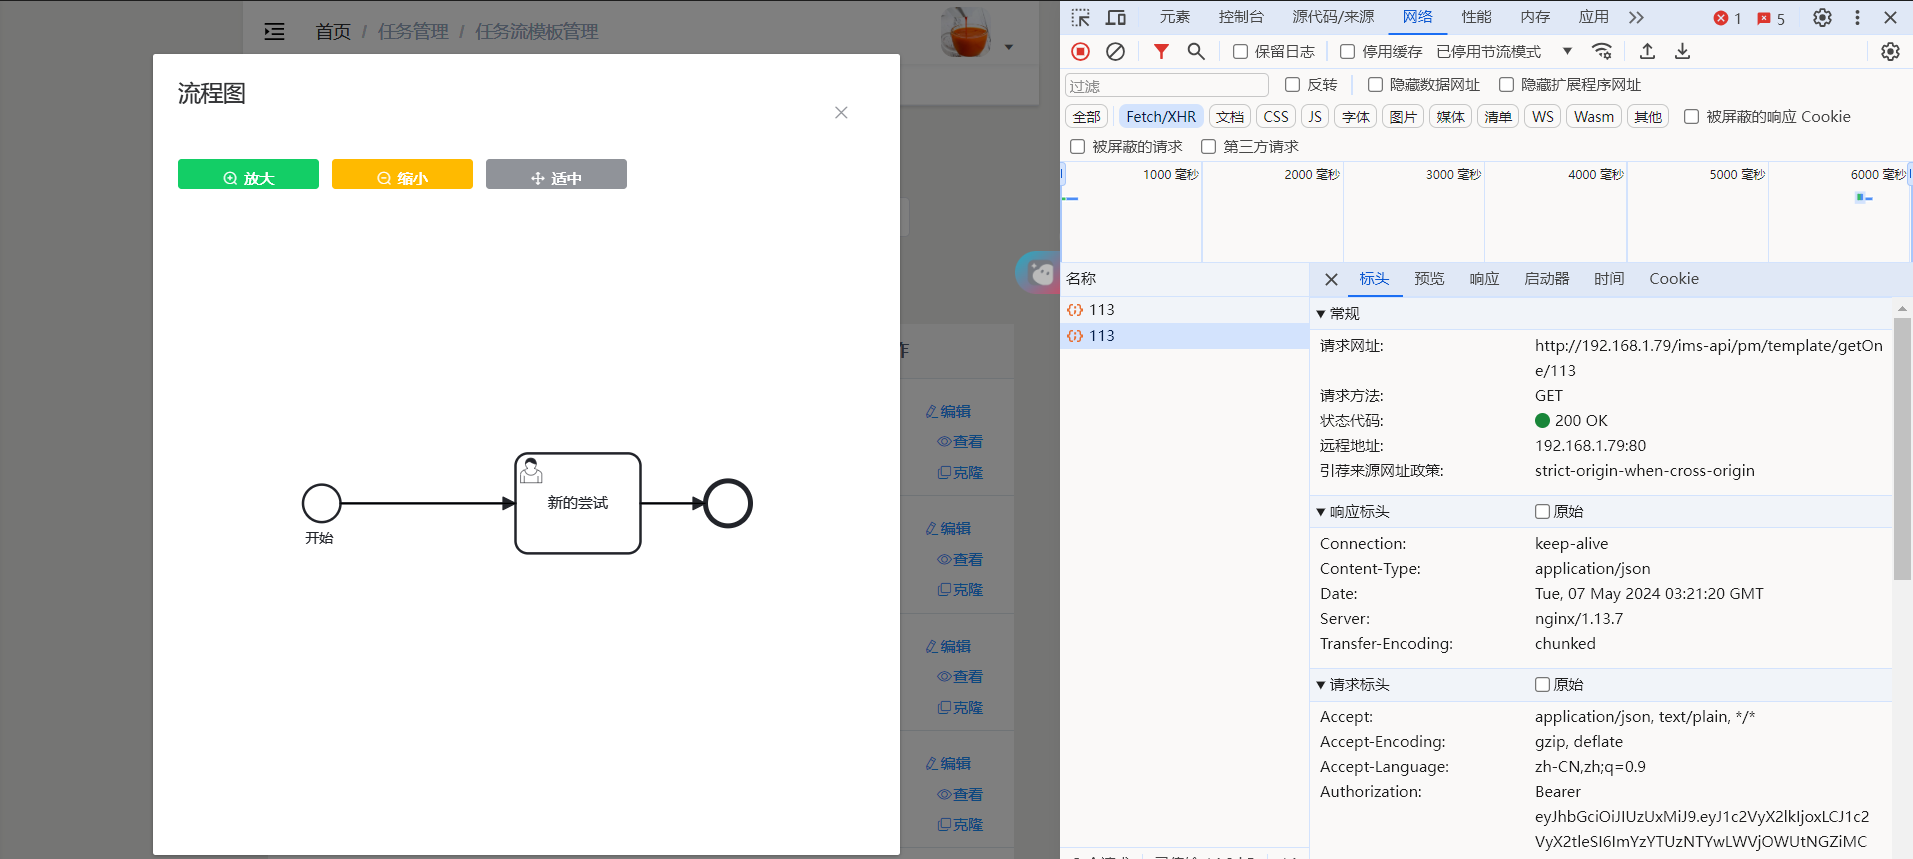 首页 / 任务管理 / 任务流模板管理
流程图
放大 缩小 适中
开始
新的尝试
作
编辑
查看
克隆
编辑
查看
克隆
编辑
查看
克隆
编辑
查看
克隆
元素 控制台 源代码/来源 网络 性能 内存 应用 1 5
保留日志 停用缓存 已停用节流模式
过滤 反转 隐藏数据网址 隐藏扩展程序网址
全部 Fetch/XHR 文档 CSS JS 字体 图片 媒体 清单 WS Wasm 其他 被屏蔽的响应 Cookie
被屏蔽的请求 第三方请求
1000 毫秒 2000 毫秒 3000 毫秒 4000 毫秒 5000 毫秒 6000 毫秒
名称
113
113
标头 预览 响应 启动器 时间 Cookie
常规
请求网址: http://192.168.1.79/ims-api/pm/template/getOn
e/113
请求方法: GET
状态代码: 200 OK
远程地址: 192.168.1.79:80
引荐来源网址政策: strict-origin-when-cross-origin
响应标头 原始
Connection: keep-alive
Content-Type: application/json
Date: Tue, 07 May 2024 03:21:20 GMT
Server: nginx/1.13.7
Transfer-Encoding: chunked
请求标头 原始
Accept: application/json, text/plain, */*
Accept-Encoding: gzip, deflate
Accept-Language: zh-CN,zh;q=0.9
Authorization: Bearer
eyJhbGciOiJIUzUxMiJ9.eyJ1c2VyX2lkIjoxLCJ1c2
VyX2tleSI6ImYzYTUzNTYwLWVjOWUtNGZiMC